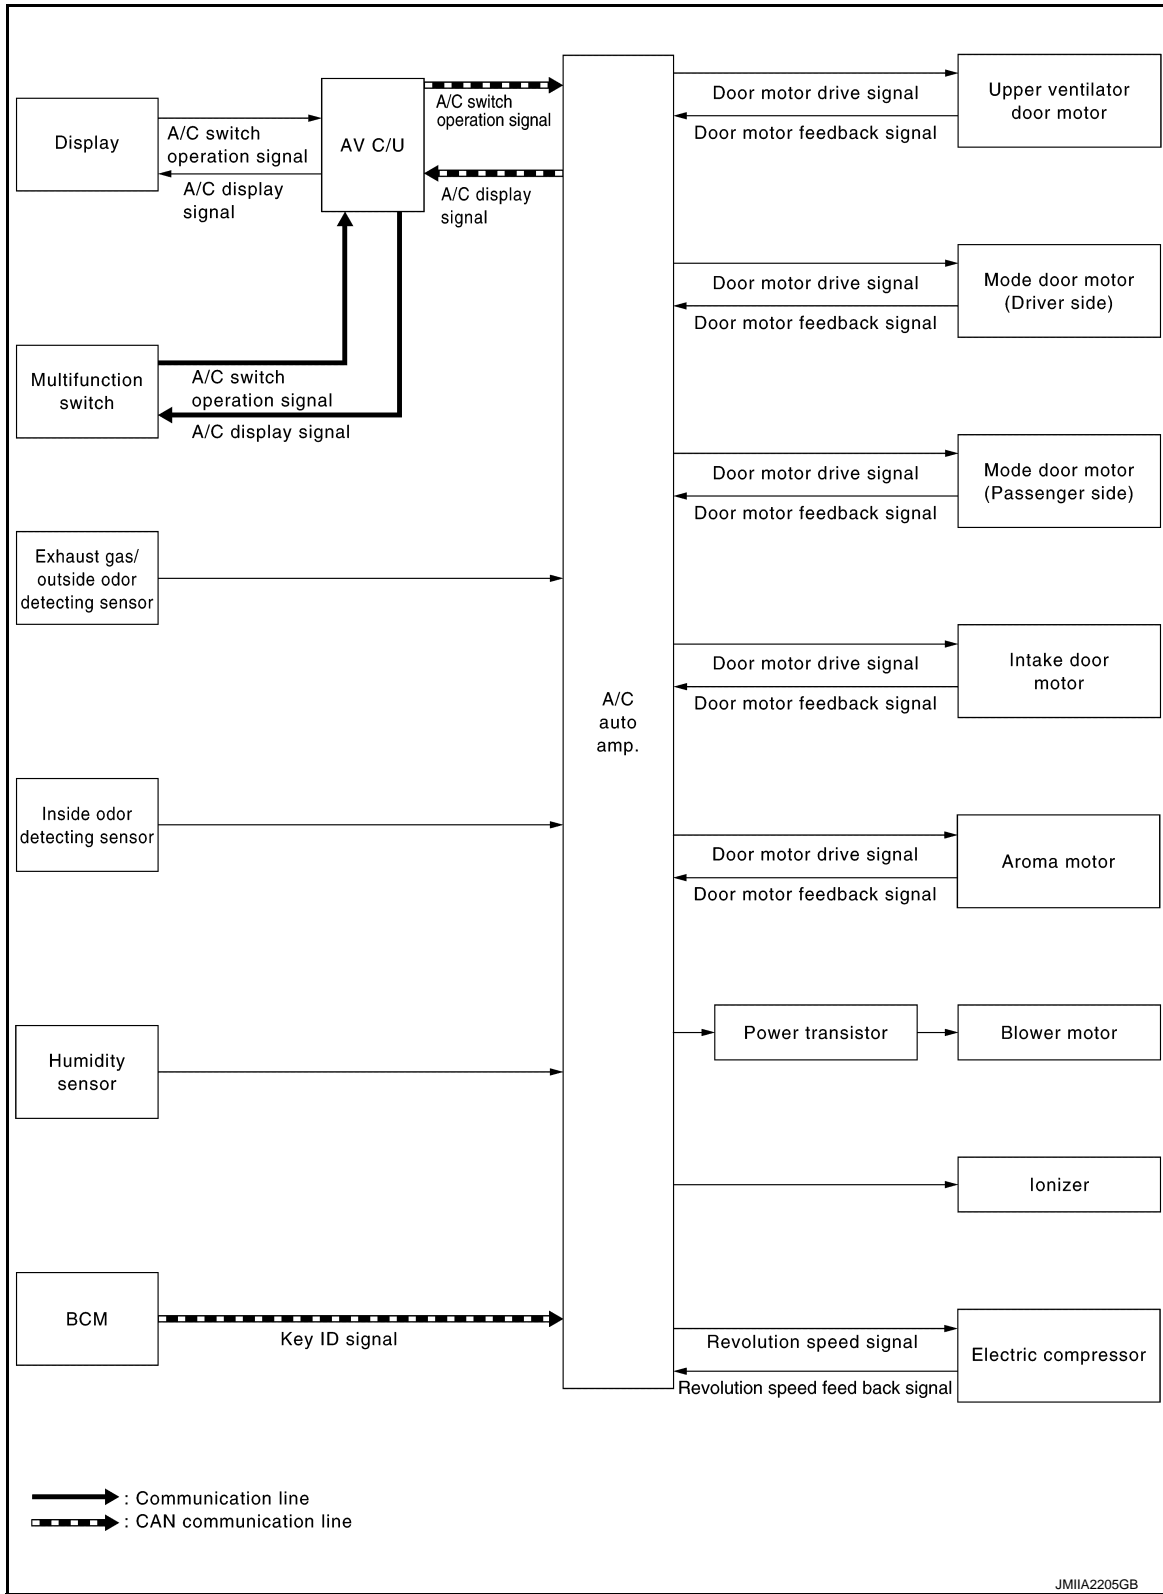 Display
A/C switch
operation signal
A/C display
signal
AV C/U
A/C switch
operation signal
A/C display
signal
Multifunction
switch
A/C switch
operation signal
A/C display signal
Exhaust gas/
outside odor
detecting sensor
Inside odor
detecting sensor
Humidity
sensor
BCM
Key ID signal
A/C
auto
amp.
Door motor drive signal
Door motor feedback signal
Upper ventilator
door motor
Door motor drive signal
Door motor feedback signal
Mode door motor
(Driver side)
Door motor drive signal
Door motor feedback signal
Mode door motor
(Passenger side)
Door motor drive signal
Door motor feedback signal
Intake door
motor
Door motor drive signal
Door motor feedback signal
Aroma motor
Power transistor
Blower motor
Ionizer
Revolution speed signal
Revolution speed feed back signal
Electric compressor
: Communication line
: CAN communication line
JMIIA2205GB